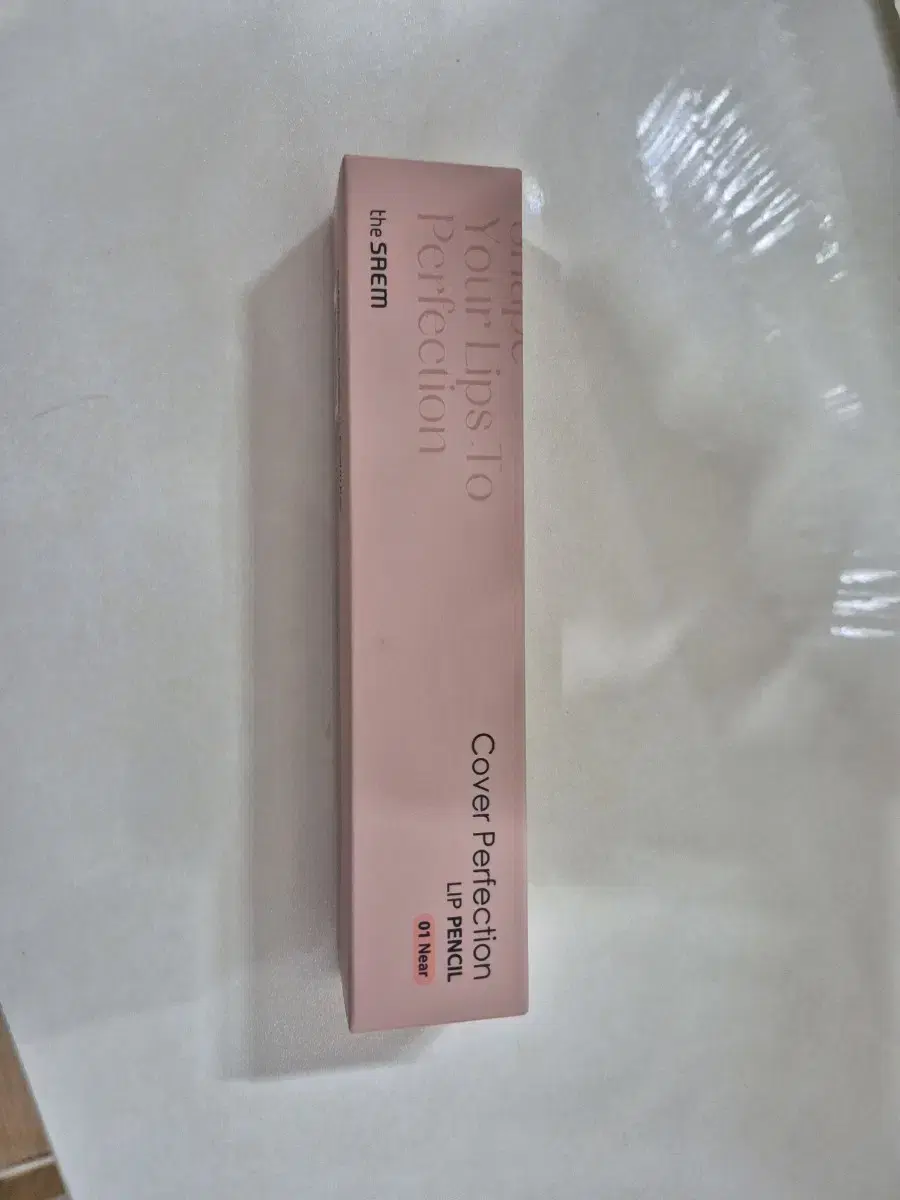 Your Lips To
Perfection
the SAEM
Cover Perfection
LIP PENCIL
01 Near